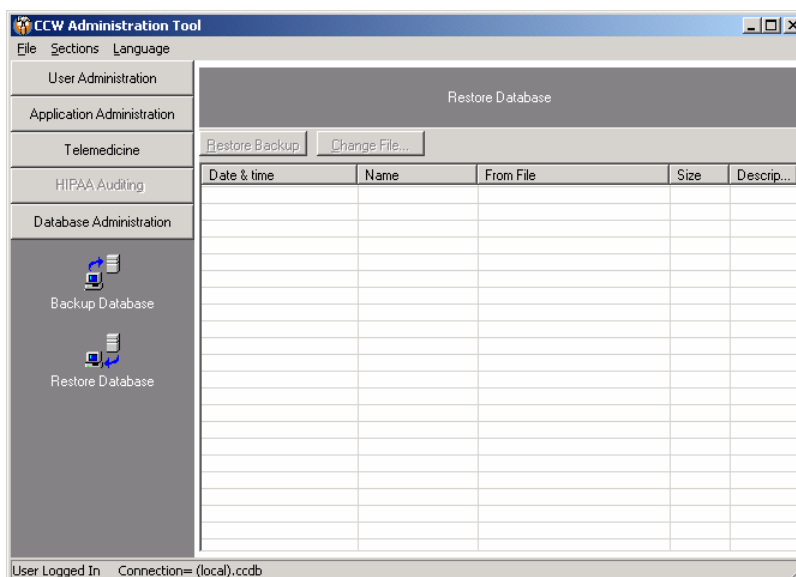 CCW Administration Tool
File Sections Language
User Administration
Application Administration
Telemedicine
HIPAA Auditing
Database Administration
Backup Database
Restore Database
Restore Database
Restore Backup Change File...
Date & time Name From File Size Descrip...
User Logged In Connection= (local).ccdb